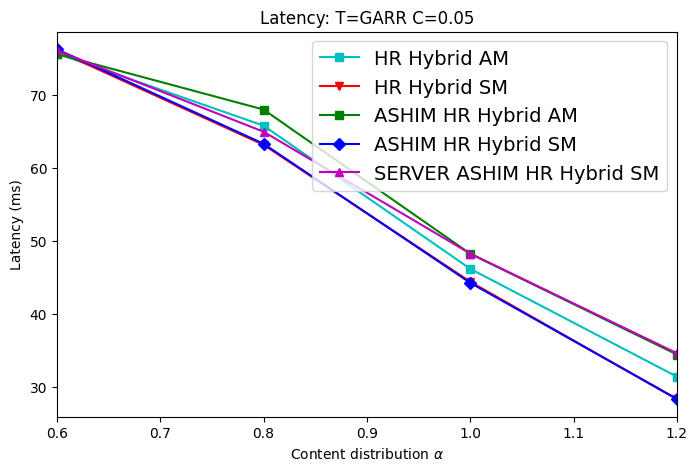 Latency: T=GARR C=0.05
HR Hybrid AM
HR Hybrid SM
ASHIM HR Hybrid AM
ASHIM HR Hybrid SM
SERVER ASHIM HR Hybrid SM
Latency (ms)
70
60
50
40
30
0.6 0.7 0.8 0.9 1.0 1.1 1.2
Content distribution α